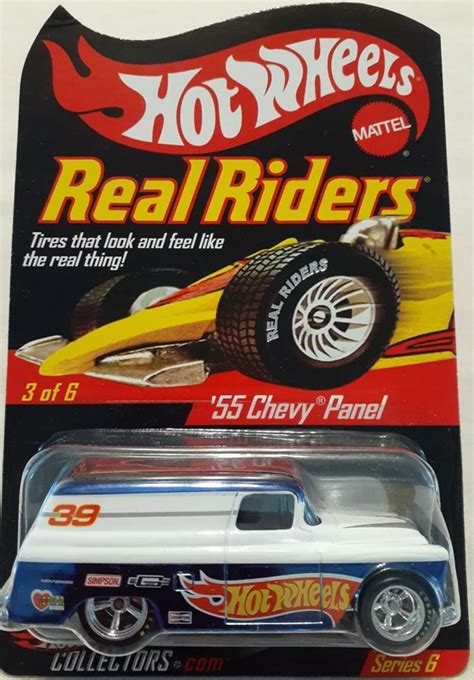 Hot Wheels
MATTEL
Real Riders®
Tires that look and feel like
the real thing!
REAL RIDERS
3 of 6
'55 Chevy® Panel
39
SIMPSON
HOT WHEELS
Hot
COLLECTORS.com
Series 6